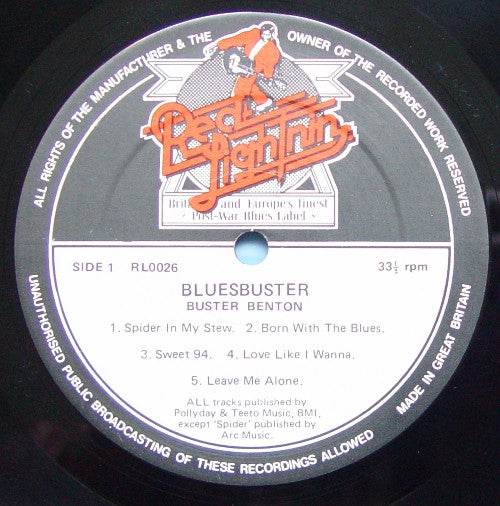 ALL RIGHTS OF THE MANUFACTURER & THE OWNER OF THE RECORDED WORK RESERVED
Red
Lightnin'
and Europe's finest
Post-War Blues Label
SIDE 1 RL0026 33⅓ rpm
BLUESBUSTER
BUSTER BENTON
1. Spider In My Stew. 2. Born With The Blues.
3. Sweet 94. 4. Love Like I Wanna.
5. Leave Me Alone.
ALL tracks published by
Pollyday & Teeto Music, BMI,
except 'Spider' published by
Arc Music.
UNAUTHORISED PUBLIC BROADCASTING OF THESE RECORDINGS ALLOWED
MADE IN GREAT BRITAIN